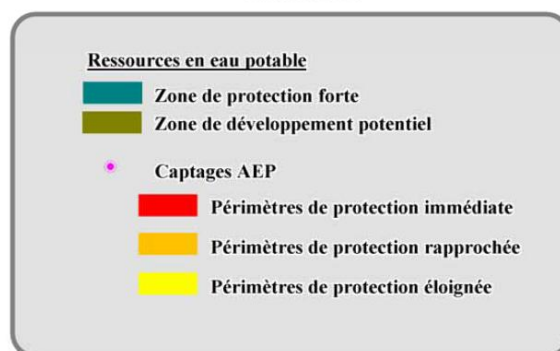 Ressources en eau potable
Zone de protection forte
Zone de développement potentiel
Captages AEP
Périmètres de protection immédiate
Périmètres de protection rapprochée
Périmètres de protection éloignée